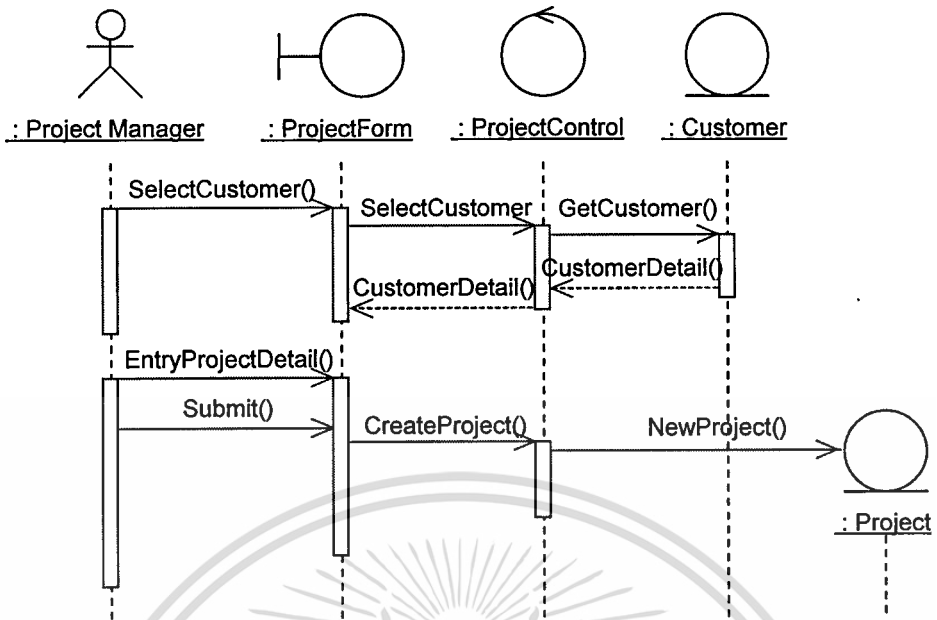 : Project Manager
: ProjectForm
: ProjectControl
: Customer
SelectCustomer()
SelectCustomer
GetCustomer()
CustomerDetail()
CustomerDetail()
EntryProjectDetail()
Submit()
CreateProject()
NewProject()
: Project